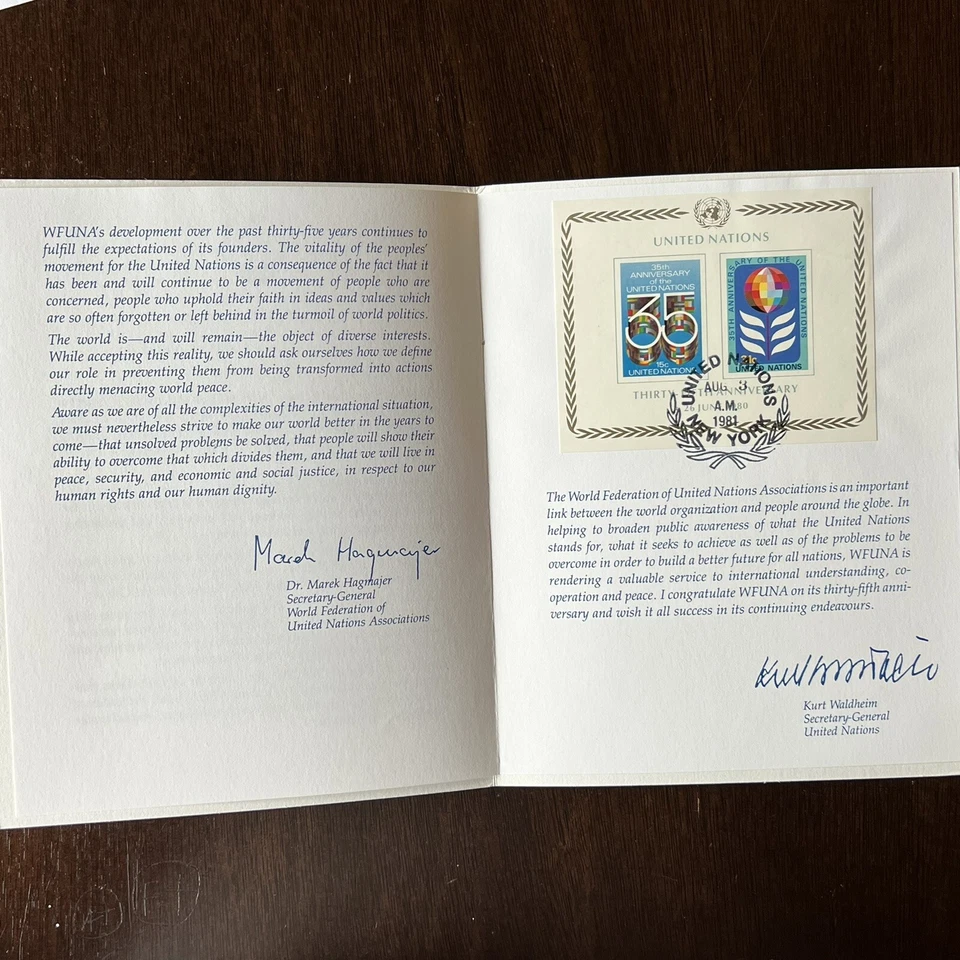 WFUNA's development over the past thirty-five years continues to
fulfill the expectations of its founders. The vitality of the peoples'
movement for the United Nations is a consequence of the fact that it
has been and will continue to be a movement of people who are
concerned, people who uphold their faith in ideas and values which
are so often forgotten or left behind in the turmoil of world politics.
The world is—and will remain—the object of diverse interests.
While accepting this reality, we should ask ourselves how we define
our role in preventing them from being transformed into actions
directly menacing world peace.
Aware as we are of all the complexities of the international situation,
we must nevertheless strive to make our world better in the years to
come—that unsolved problems be solved, that people will show their
ability to overcome that which divides them, and that we will live in
peace, security, and economic and social justice, in respect to our
human rights and our human dignity.
Marek Hagmajer
Dr. Marek Hagmajer
Secretary-General
World Federation of
United Nations Associations
UNITED NATIONS
35th
ANNIVERSARY
of the
UNITED NATIONS
35
15c
UNITED NATIONS
35TH ANNIVERSARY OF THE UNITED NATIONS
31c
UNITED NATIONS
THIRTY-FIFTH ANNIVERSARY
26 JUNE 1980
UNITED NATIONS
AUG 3
A.M.
1981
NEW YORK
The World Federation of United Nations Associations is an important
link between the world organization and people around the globe. In
helping to broaden public awareness of what the United Nations
stands for, what it seeks to achieve as well as of the problems to be
overcome in order to build a better future for all nations, WFUNA is
rendering a valuable service to international understanding, co-
operation and peace. I congratulate WFUNA on its thirty-fifth anni-
versary and wish it all success in its continuing endeavours.
Kurt Waldheim
Kurt Waldheim
Secretary-General
United Nations